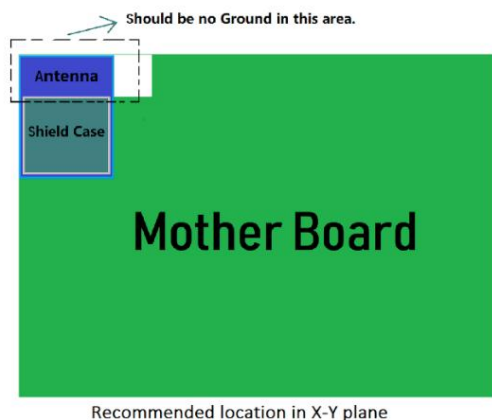 Should be no Ground in this area.
Antenna
Shield Case
Mother Board
Recommended location in X-Y plane